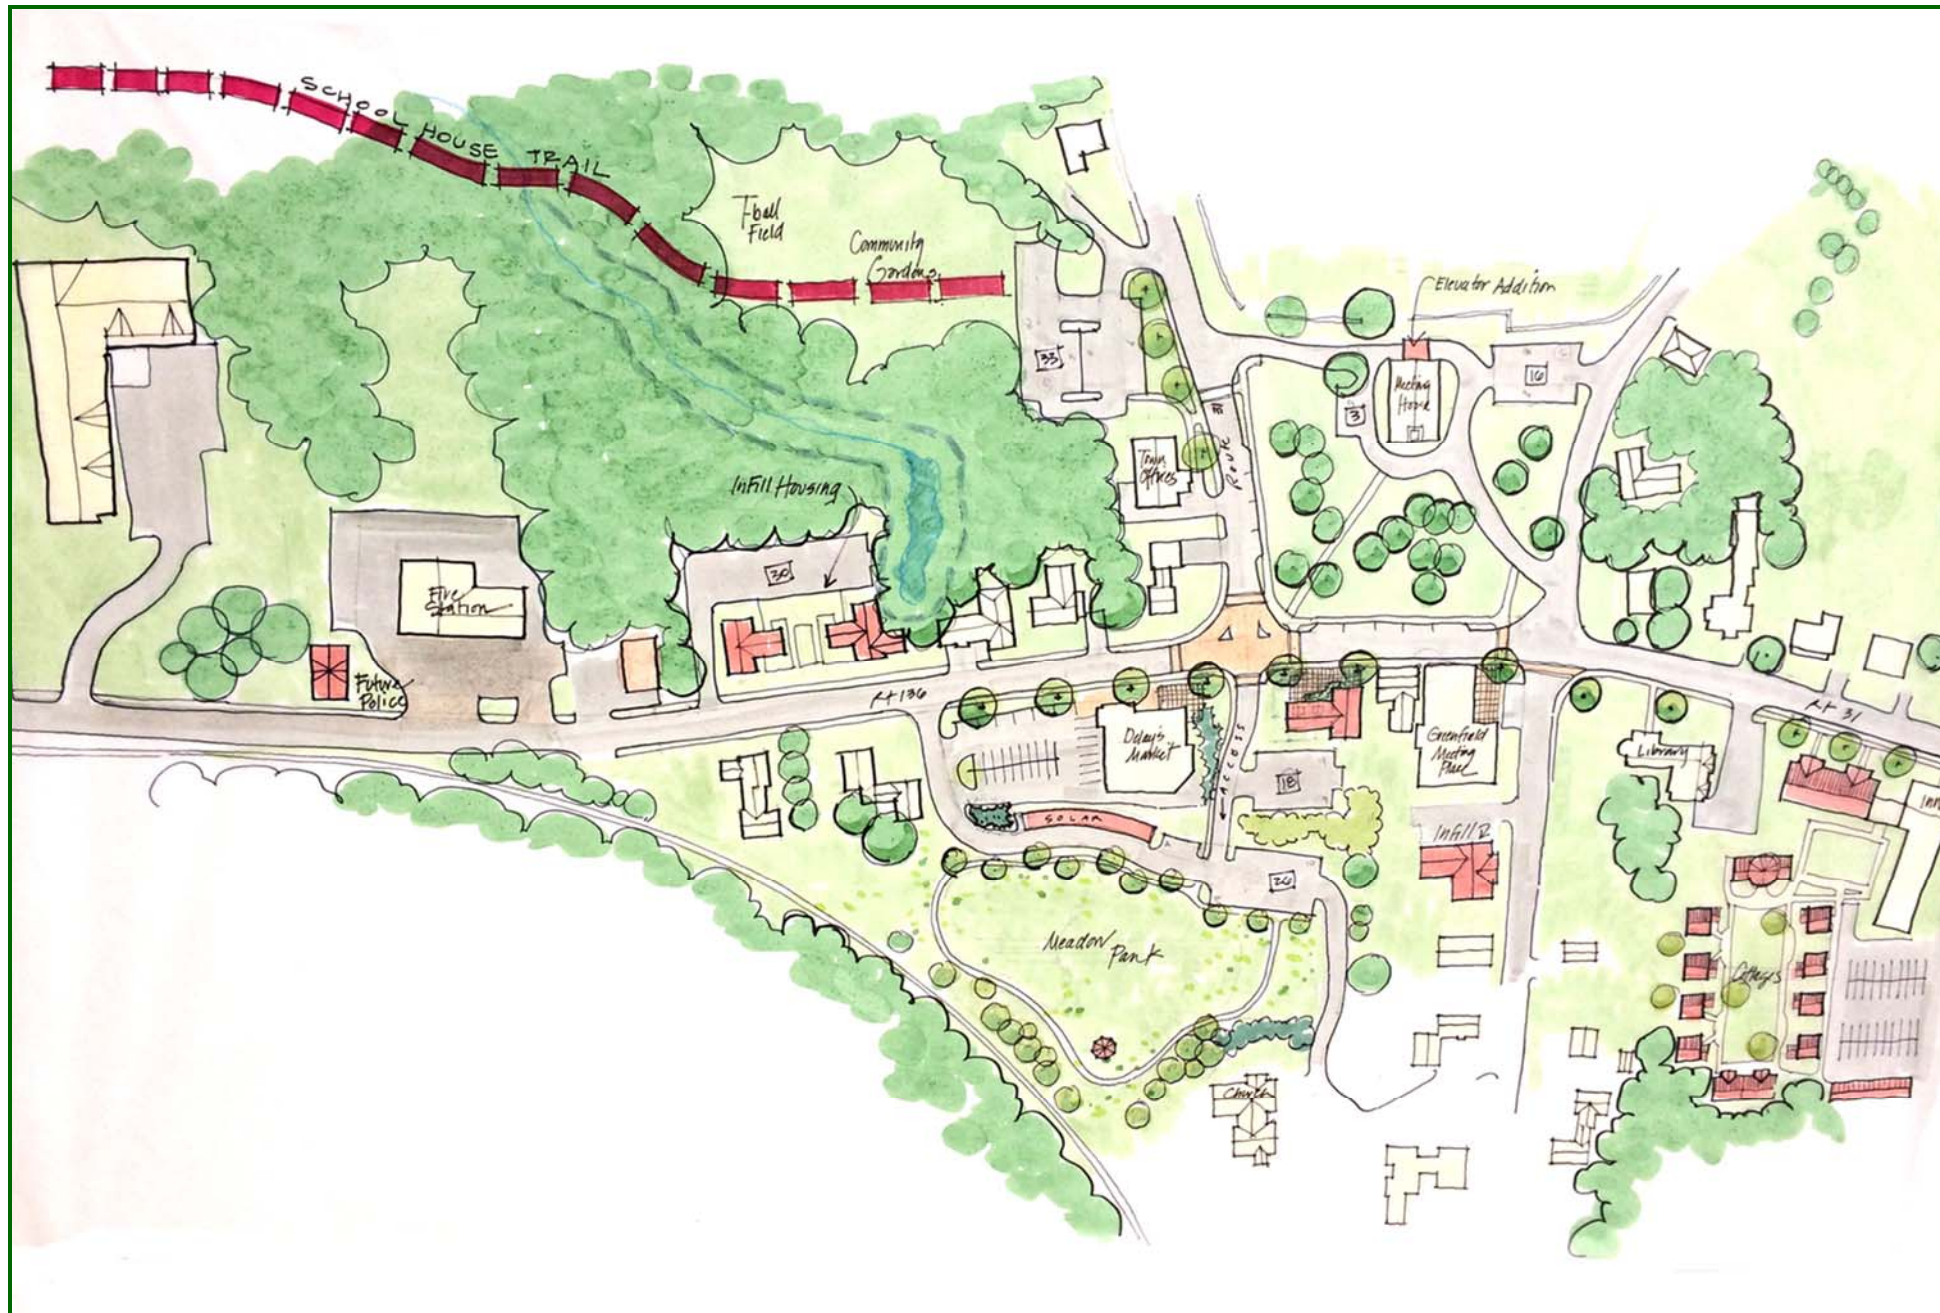 SCHOOL HOUSE TRAIL
T-ball
Field
Community
Gardens
Elevator Addition
33
16
3
Meeting
House
Town
Offices
Route
31
InFill Housing
30
Fire
Station
Future
Police
Rt 136
Delay's
Market
ACCESS
18
Greenfield
Meeting
Place
Library
Rt 31
Inn
SOLAR
Infill
26
Meadow
Park
Cottages
Church